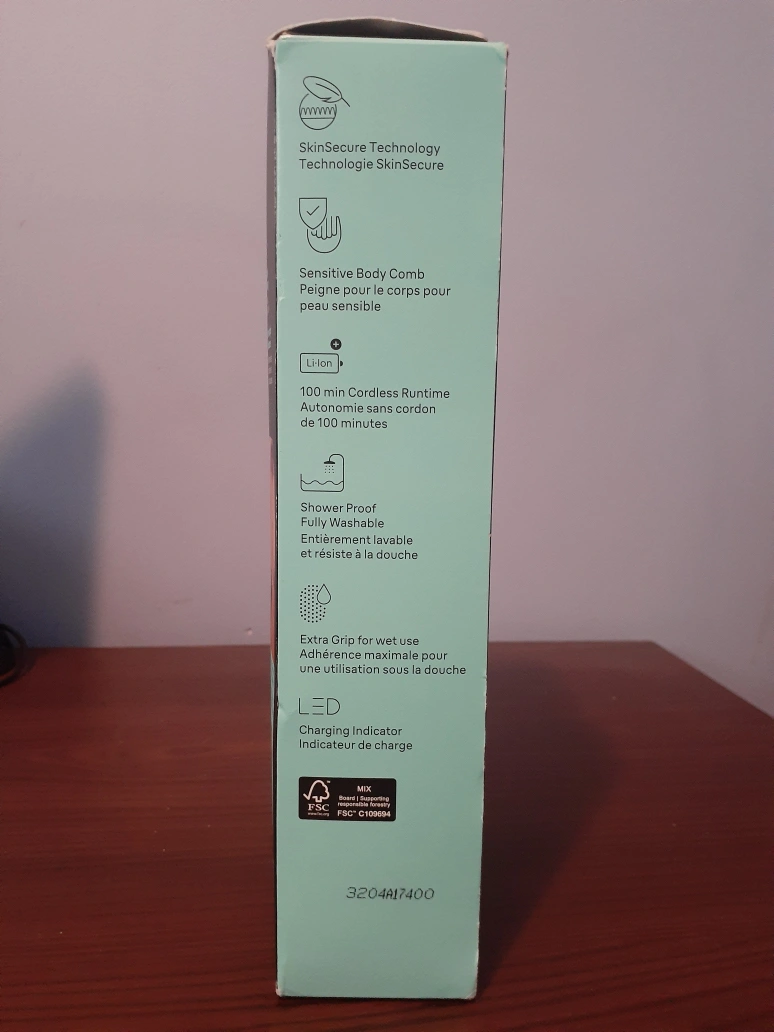 SkinSecure Technology
Technologie SkinSecure
Sensitive Body Comb
Peigne pour le corps pour
peau sensible
Li-Ion
100 min Cordless Runtime
Autonomie sans cordon
de 100 minutes
Shower Proof
Fully Washable
Entièrement lavable
et résiste à la douche
Extra Grip for wet use
Adhérence maximale pour
une utilisation sous la douche
LED
Charging Indicator
Indicateur de charge
FSC
www.fsc.org
MIX
Board | Supporting
responsible forestry
FSC™ C109694
3204A17400